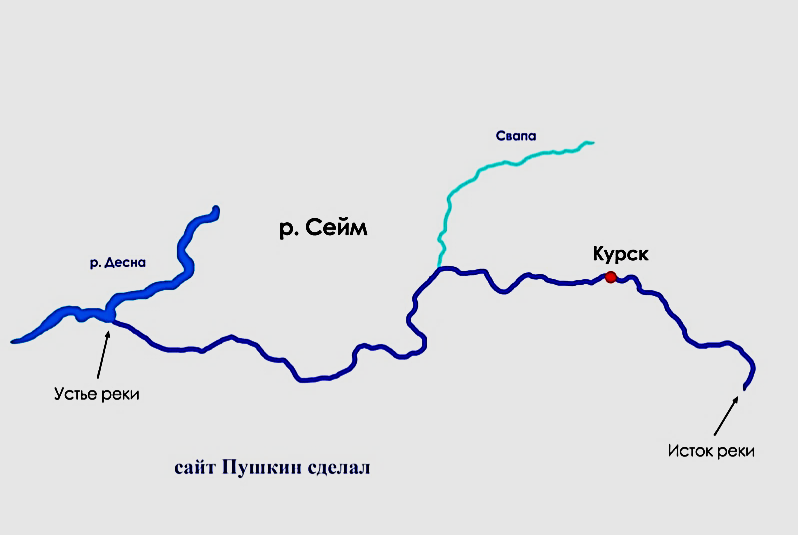 Свапа
р. Сейм
Курск
р. Десна
Устье реки
Исток реки
сайт Пушкин сделал